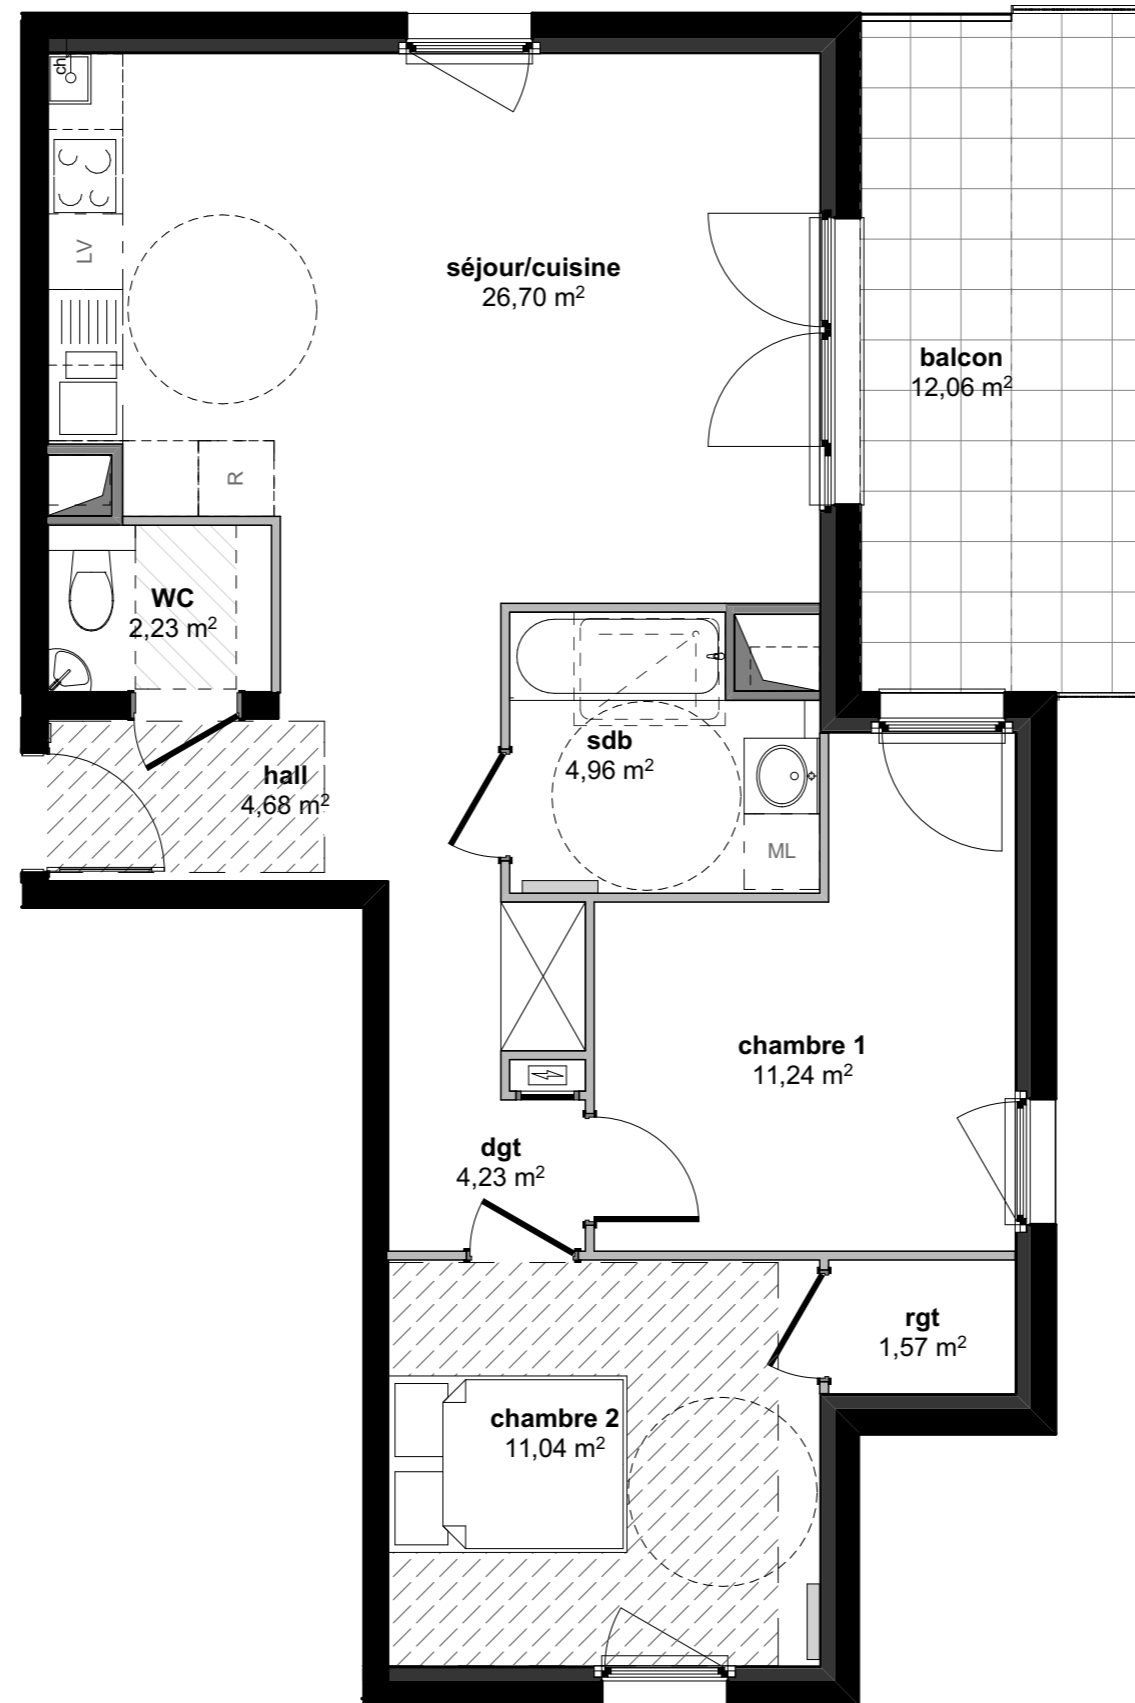 ch
LV
séjour/cuisine
26,70 m²
balcon
12,06 m²
R
WC
2,23 m²
sdb
4,96 m²
hall
4,68 m²
ML
chambre 1
11,24 m²
dgt
4,23 m²
rgt
1,57 m²
chambre 2
11,04 m²